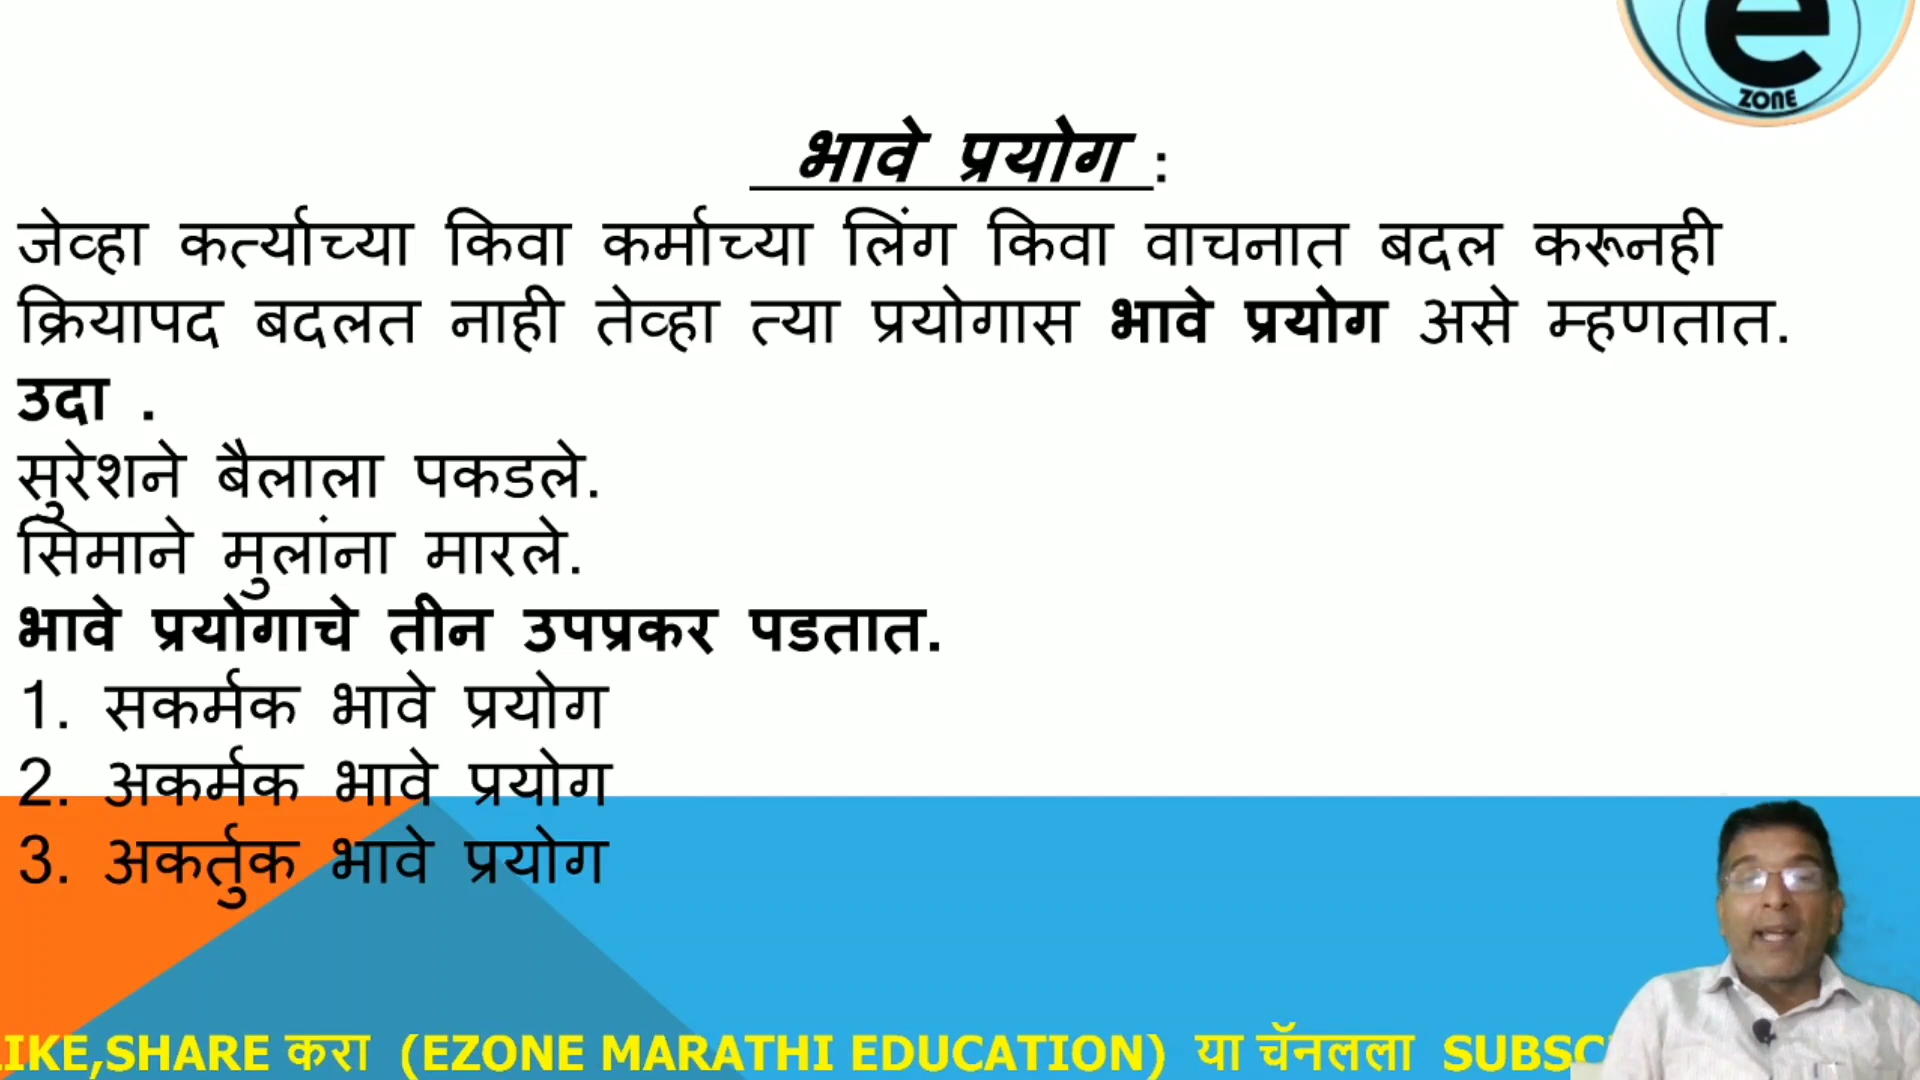 e
ZONE
भावे प्रयोग :
जेव्हा कर्त्याच्या किवा कर्माच्या लिंग किवा वाचनात बदल करूनही
क्रियापद बदलत नाही तेव्हा त्या प्रयोगास भावे प्रयोग असे म्हणतात.
उदा .
सुरेशने बैलाला पकडले.
सिमाने मुलांना मारले.
भावे प्रयोगाचे तीन उपप्रकर पडतात.
1. सकर्मक भावे प्रयोग
2. अकर्मक भावे प्रयोग
3. अकर्तुक भावे प्रयोग
IKE,SHARE करा (EZONE MARATHI EDUCATION) या चॅनलला SUBSC